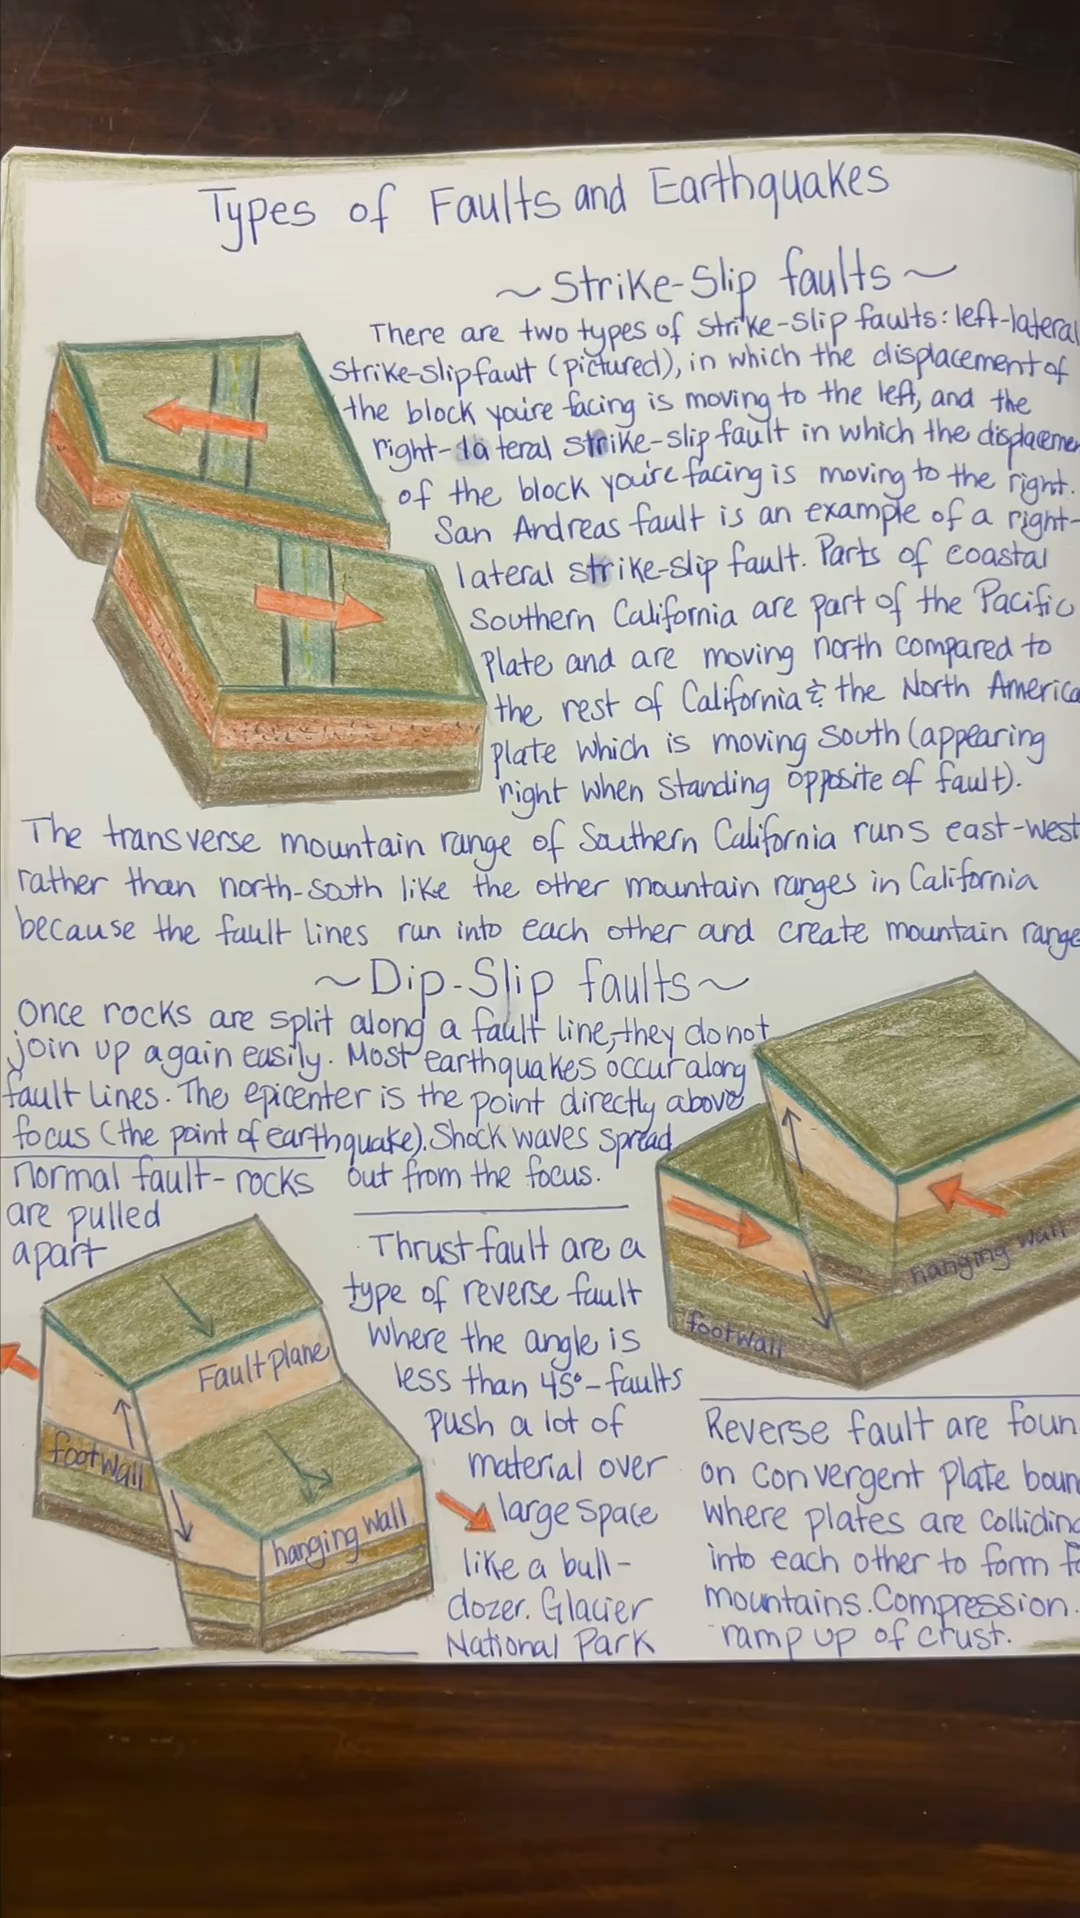 Types of Faults and Earthquakes
~Strike-Slip faults~
There are two types of strike-slip faults: left-lateral
strike-slip fault (pictured), in which the displacement of
the block you're facing is moving to the left, and the
right-lateral strike-slip fault in which the displaceme
of the block you're facing is moving to the right.
San Andreas fault is an example of a right-
lateral strike-slip fault. Parts of coastal
Southern California are part of the Pacific
plate and are moving north compared to
the rest of California & the North America
plate which is moving south (appearing
right when standing opposite of fault).
The transverse mountain range of Southern California runs east-west
rather than north-south like the other mountain ranges in California
because the fault lines run into each other and create mountain range
~Dip-Slip faults~
Once rocks are split along a fault line, they do not
join up again easily. Most earthquakes occur along
fault lines. The epicenter is the point directly above
focus (the point of earthquake). Shock waves spread
out from the focus.
normal fault- rocks
are pulled
apart
Fault plane
footwall
hanging wall
Thrust fault are a
type of reverse fault
where the angle is
less than 45° - faults
push a lot of
material over
large space
like a bull-
dozer. Glacier
National Park
hanging wall
footwall
Reverse fault are foun
on convergent plate boun
where plates are colliding
into each other to form fo
mountains. Compression.
ramp up of crust.